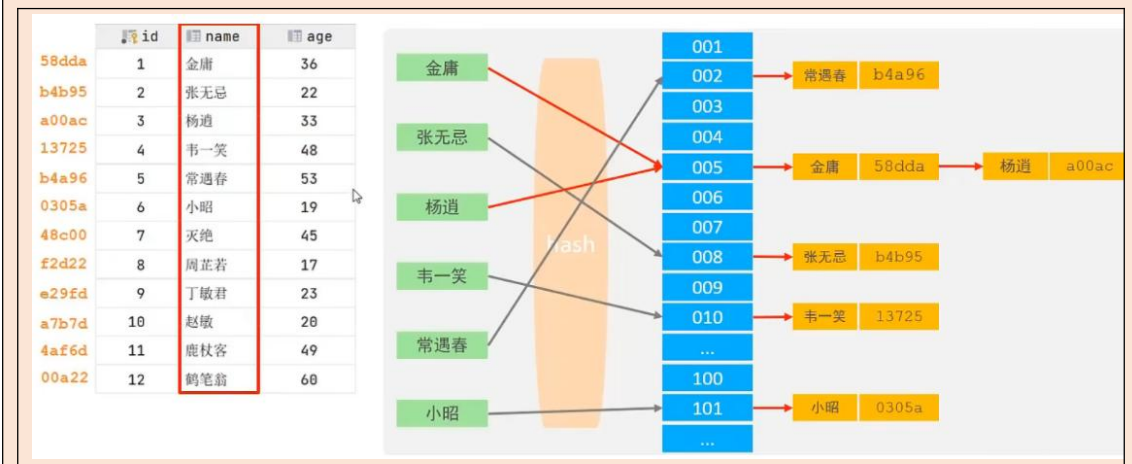 id name age
58dda 1 金庸 36
b4b95 2 张无忌 22
a00ac 3 杨逍 33
13725 4 韦一笑 48
b4a96 5 常遇春 53
0305a 6 小昭 19
48c00 7 灭绝 45
f2d22 8 周芷若 17
e29fd 9 丁敏君 23
a7b7d 10 赵敏 20
4af6d 11 鹿杖客 49
00a22 12 鹤笔翁 60
金庸
张无忌
杨逍
韦一笑
常遇春
小昭
hash
001
002 常遇春 b4a96
003
004
005 金庸 58dda 杨逍 a00ac
006
007
008 张无忌 b4b95
009
010 韦一笑 13725
...
100
101 小昭 0305a
...